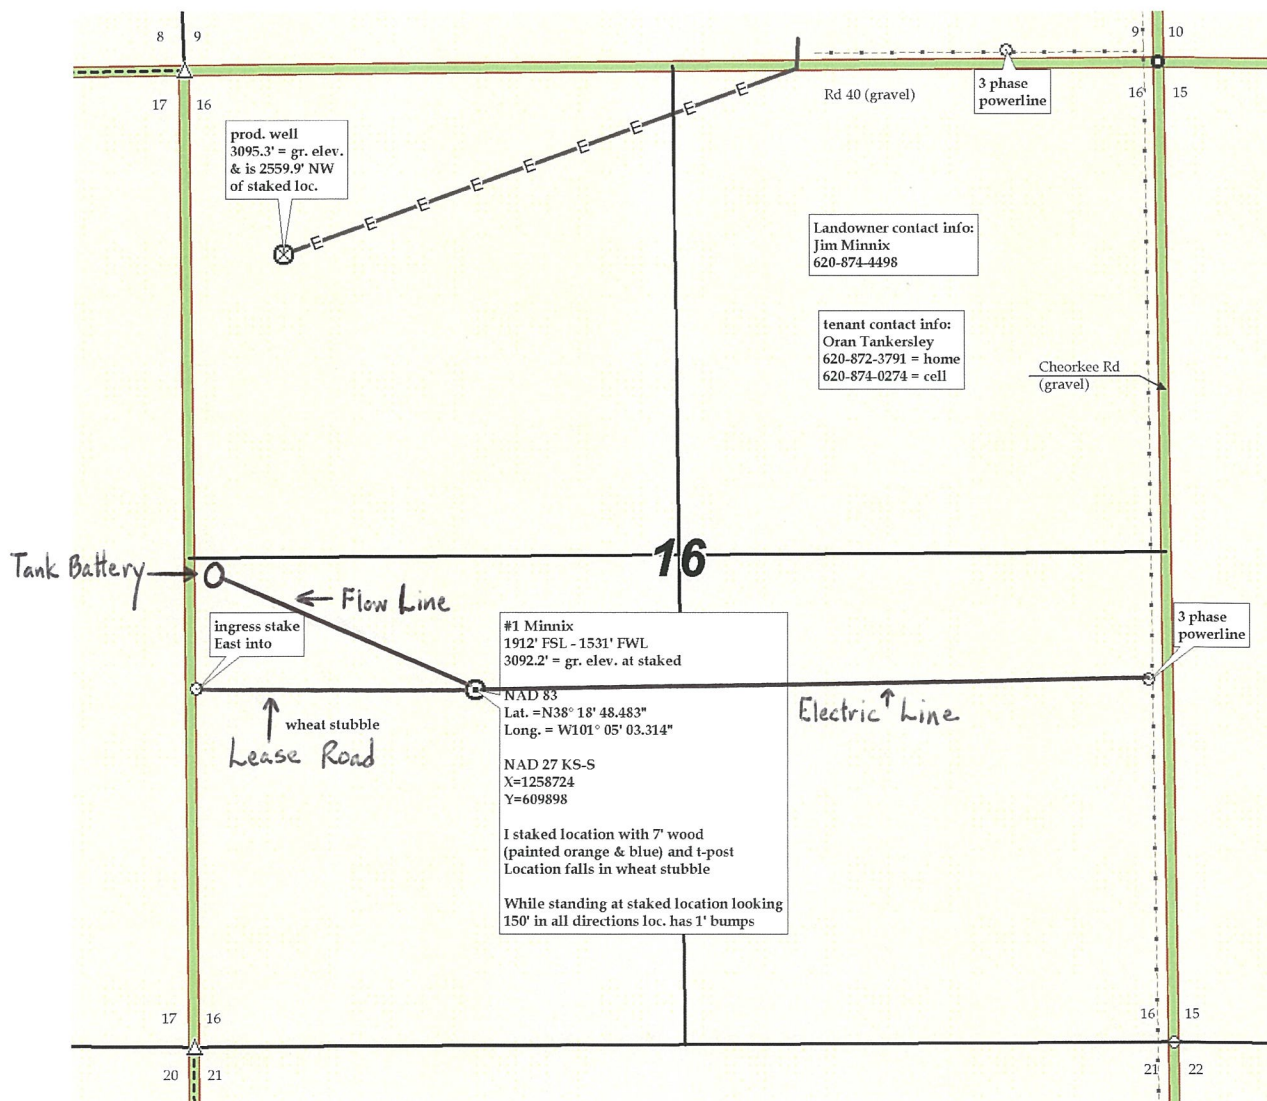 8
9
9
10
17
16
16
15
3 phase
powerline
Rd 40 (gravel)
prod. well
3095.3' = gr. elev.
& is 2559.9' NW
of staked loc.
E E E E E E E E E
Landowner contact info:
Jim Minnix
620-874-4498
tenant contact info:
Oran Tankersley
620-872-3791 = home
620-874-0274 = cell
Cheorkee Rd
(gravel)
16
Tank Battery
Flow Line
ingress stake
East into
#1 Minnix
1912' FSL - 1531' FWL
3092.2' = gr. elev. at staked
NAD 83
Lat. =N38° 18' 48.483"
Long. = W101° 05' 03.314"
NAD 27 KS-S
X=1258724
Y=609898
I staked location with 7' wood
(painted orange & blue) and t-post
Location falls in wheat stubble
While standing at staked location looking
150' in all directions loc. has 1' bumps
3 phase
powerline
Electric Line
wheat stubble
Lease Road
17
16
16
15
20
21
21
22